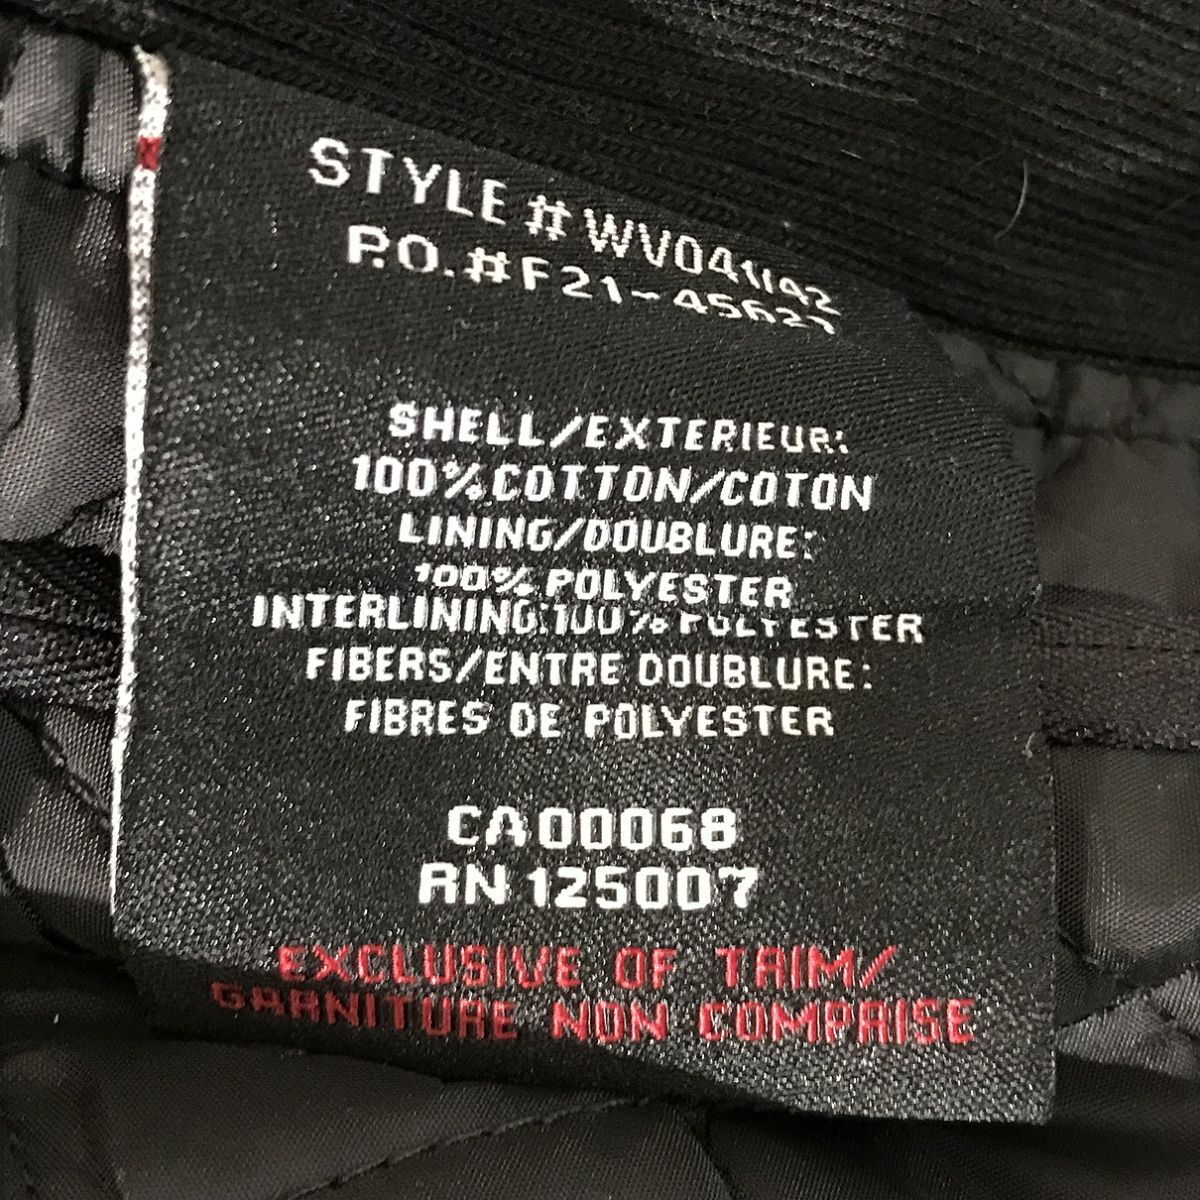 STYLE # WV041142
P.O. #F21-45621
SHELL/EXTERIEUR:
100% COTTON/COTON
LINING/DOUBLURE:
100% POLYESTER
INTERLINING:100% POLYESTER
FIBERS/ENTRE DOUBLURE:
FIBRES DE POLYESTER
CA00068
RN 125007
EXCLUSIVE OF TRIM/
GARNITURE NON COMPRISE